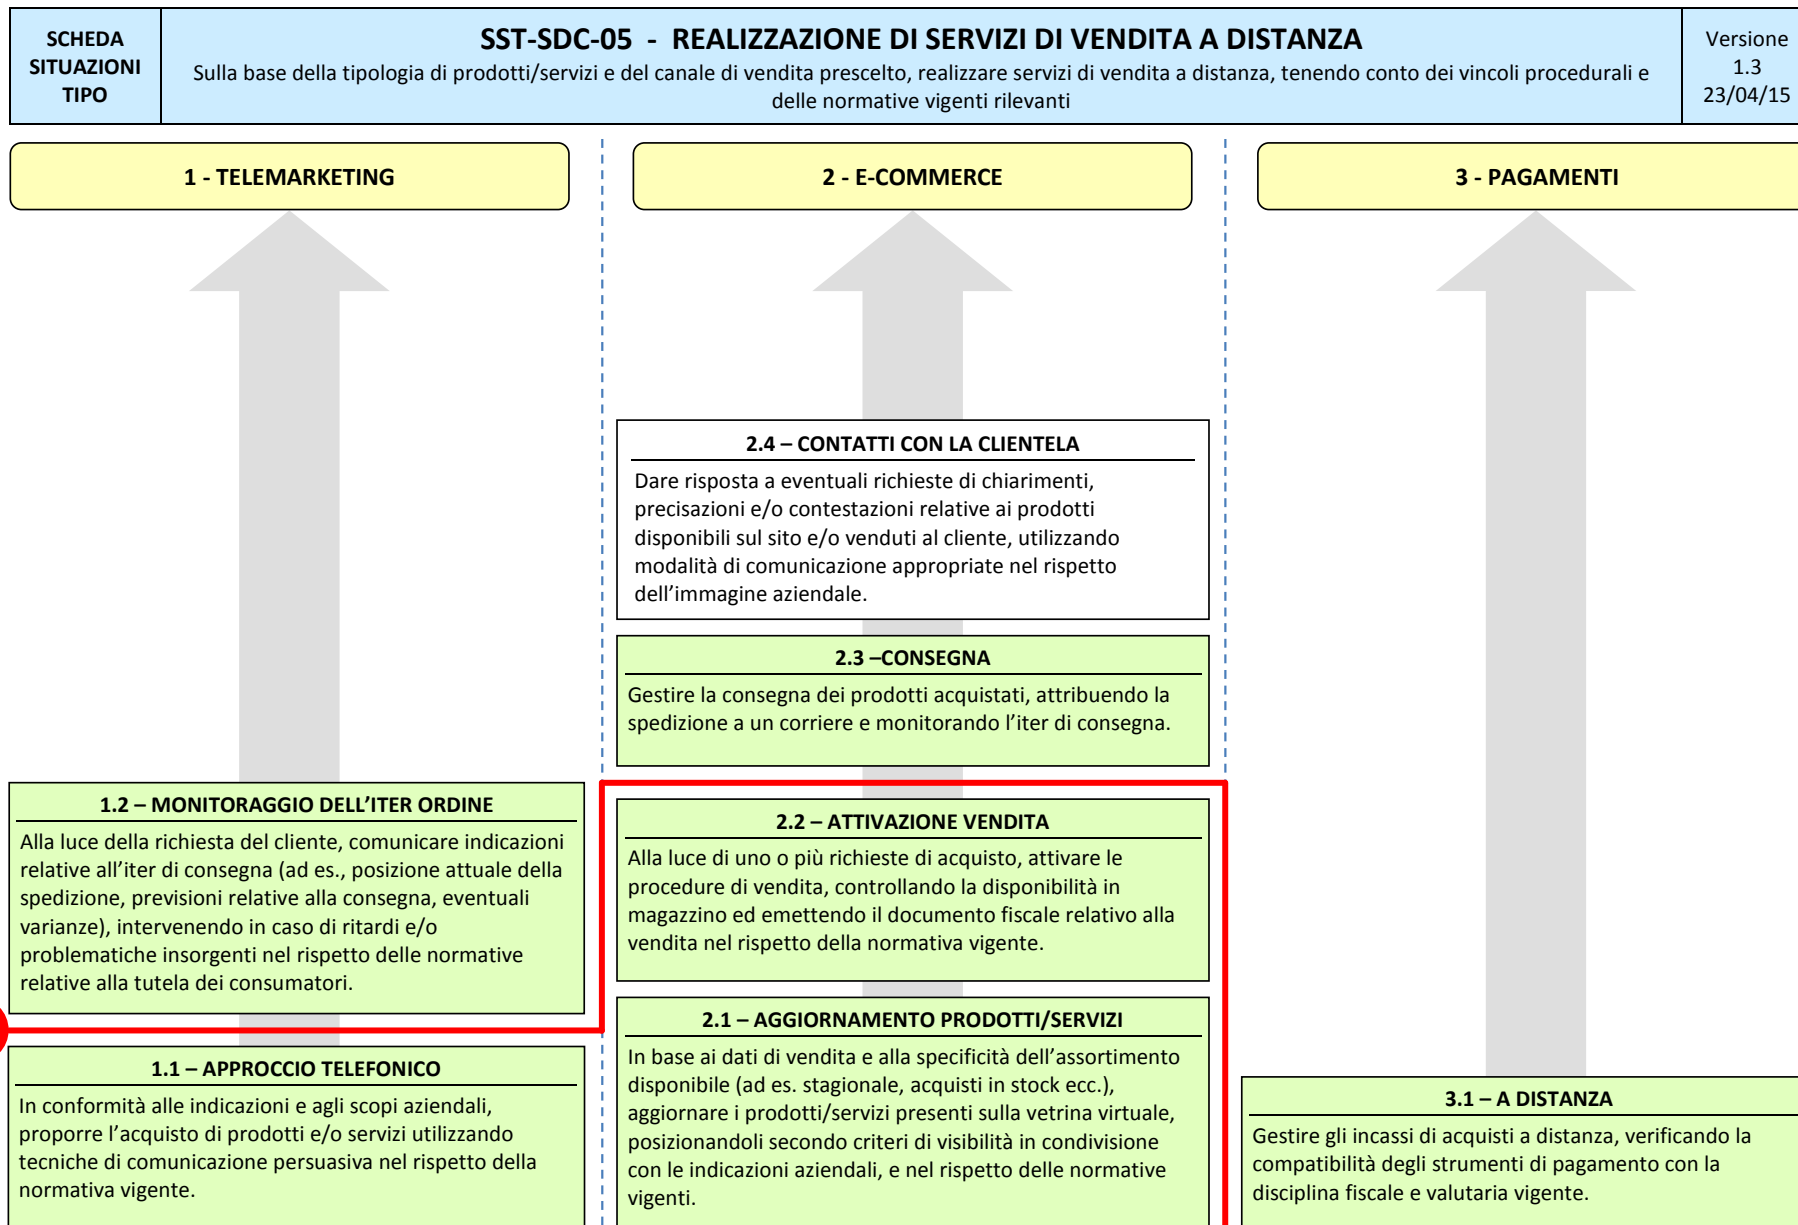 SCHEDA
SITUAZIONI
TIPO
SST-SDC-05 - REALIZZAZIONE DI SERVIZI DI VENDITA A DISTANZA
Sulla base della tipologia di prodotti/servizi e del canale di vendita prescelto, realizzare servizi di vendita a distanza, tenendo conto dei vincoli procedurali e
delle normative vigenti rilevanti
Versione
1.3
23/04/15
1 - TELEMARKETING
2 - E-COMMERCE
3 - PAGAMENTI
1.2 – MONITORAGGIO DELL’ITER ORDINE
Alla luce della richiesta del cliente, comunicare indicazioni
relative all’iter di consegna (ad es., posizione attuale della
spedizione, previsioni relative alla consegna, eventuali
varianze), intervenendo in caso di ritardi e/o
problematiche insorgenti nel rispetto delle normative
relative alla tutela dei consumatori.
1.1 – APPROCCIO TELEFONICO
In conformità alle indicazioni e agli scopi aziendali,
proporre l’acquisto di prodotti e/o servizi utilizzando
tecniche di comunicazione persuasiva nel rispetto della
normativa vigente.
2.4 – CONTATTI CON LA CLIENTELA
Dare risposta a eventuali richieste di chiarimenti,
precisazioni e/o contestazioni relative ai prodotti
disponibili sul sito e/o venduti al cliente, utilizzando
modalità di comunicazione appropriate nel rispetto
dell’immagine aziendale.
2.3 –CONSEGNA
Gestire la consegna dei prodotti acquistati, attribuendo la
spedizione a un corriere e monitorando l’iter di consegna.
2.2 – ATTIVAZIONE VENDITA
Alla luce di uno o più richieste di acquisto, attivare le
procedure di vendita, controllando la disponibilità in
magazzino ed emettendo il documento fiscale relativo alla
vendita nel rispetto della normativa vigente.
2.1 – AGGIORNAMENTO PRODOTTI/SERVIZI
In base ai dati di vendita e alla specificità dell’assortimento
disponibile (ad es. stagionale, acquisti in stock ecc.),
aggiornare i prodotti/servizi presenti sulla vetrina virtuale,
posizionandoli secondo criteri di visibilità in condivisione
con le indicazioni aziendali, e nel rispetto delle normative
vigenti.
3.1 – A DISTANZA
Gestire gli incassi di acquisti a distanza, verificando la
compatibilità degli strumenti di pagamento con la
disciplina fiscale e valutaria vigente.